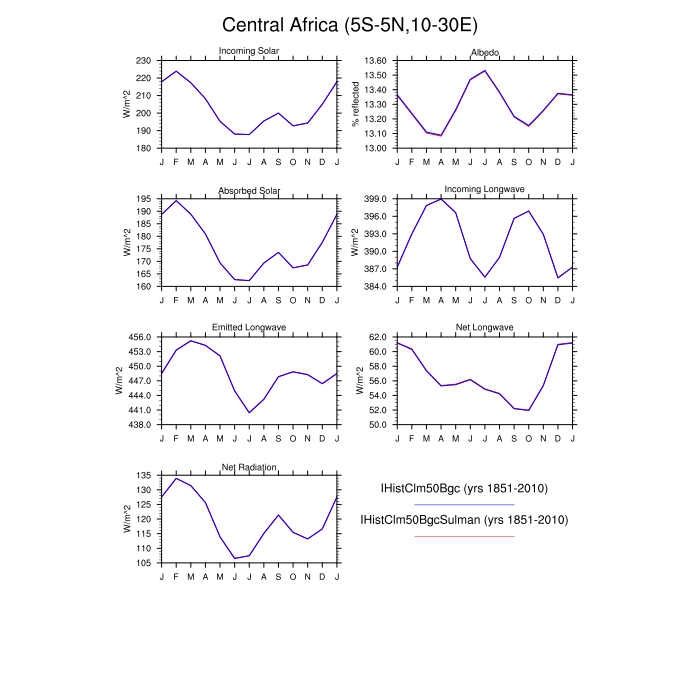 Central Africa (5S-5N,10-30E)
Incoming Solar
W/m^2
230
220
210
200
190
180
J F M A M J J A S O N D J
Albedo
% reflected
13.60
13.50
13.40
13.30
13.20
13.10
13.00
J F M A M J J A S O N D J
Absorbed Solar
W/m^2
195
190
185
180
175
170
165
160
J F M A M J J A S O N D J
Incoming Longwave
W/m^2
399.0
396.0
393.0
390.0
387.0
384.0
J F M A M J J A S O N D J
Emitted Longwave
W/m^2
456.0
453.0
450.0
447.0
444.0
441.0
438.0
J F M A M J J A S O N D J
Net Longwave
W/m^2
62.0
60.0
58.0
56.0
54.0
52.0
50.0
J F M A M J J A S O N D J
Net Radiation
W/m^2
135
130
125
120
115
110
105
J F M A M J J A S O N D J
IHistClm50Bgc (yrs 1851-2010)
IHistClm50BgcSulman (yrs 1851-2010)